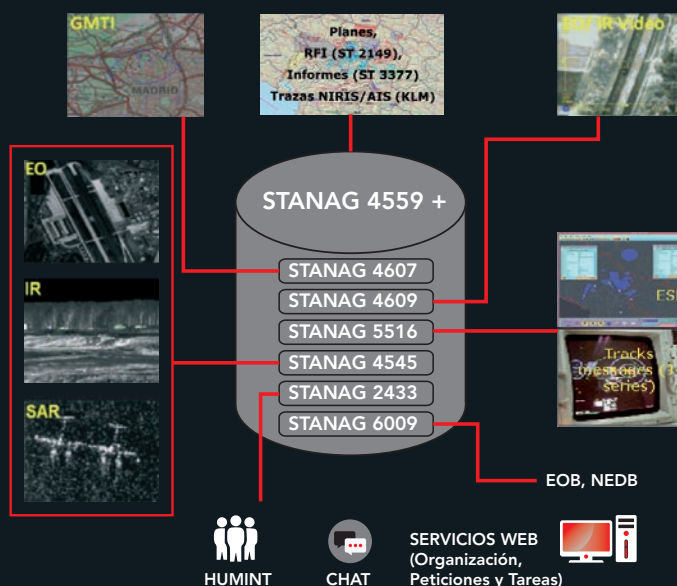 GMTI
MADRID
Planes,
RFI (ST 2149),
Informes (ST 3377)
Trazas NIRIS/AIS (KLM)
EO/IR Video
EO
IR
SAR
STANAG 4559 +
STANAG 4607
STANAG 4609
STANAG 5516
STANAG 4545
STANAG 2433
STANAG 6009
Tracks
messages
series)
EOB, NEDB
HUMINT
CHAT
SERVICIOS WEB
(Organización,
Peticiones y Tareas)